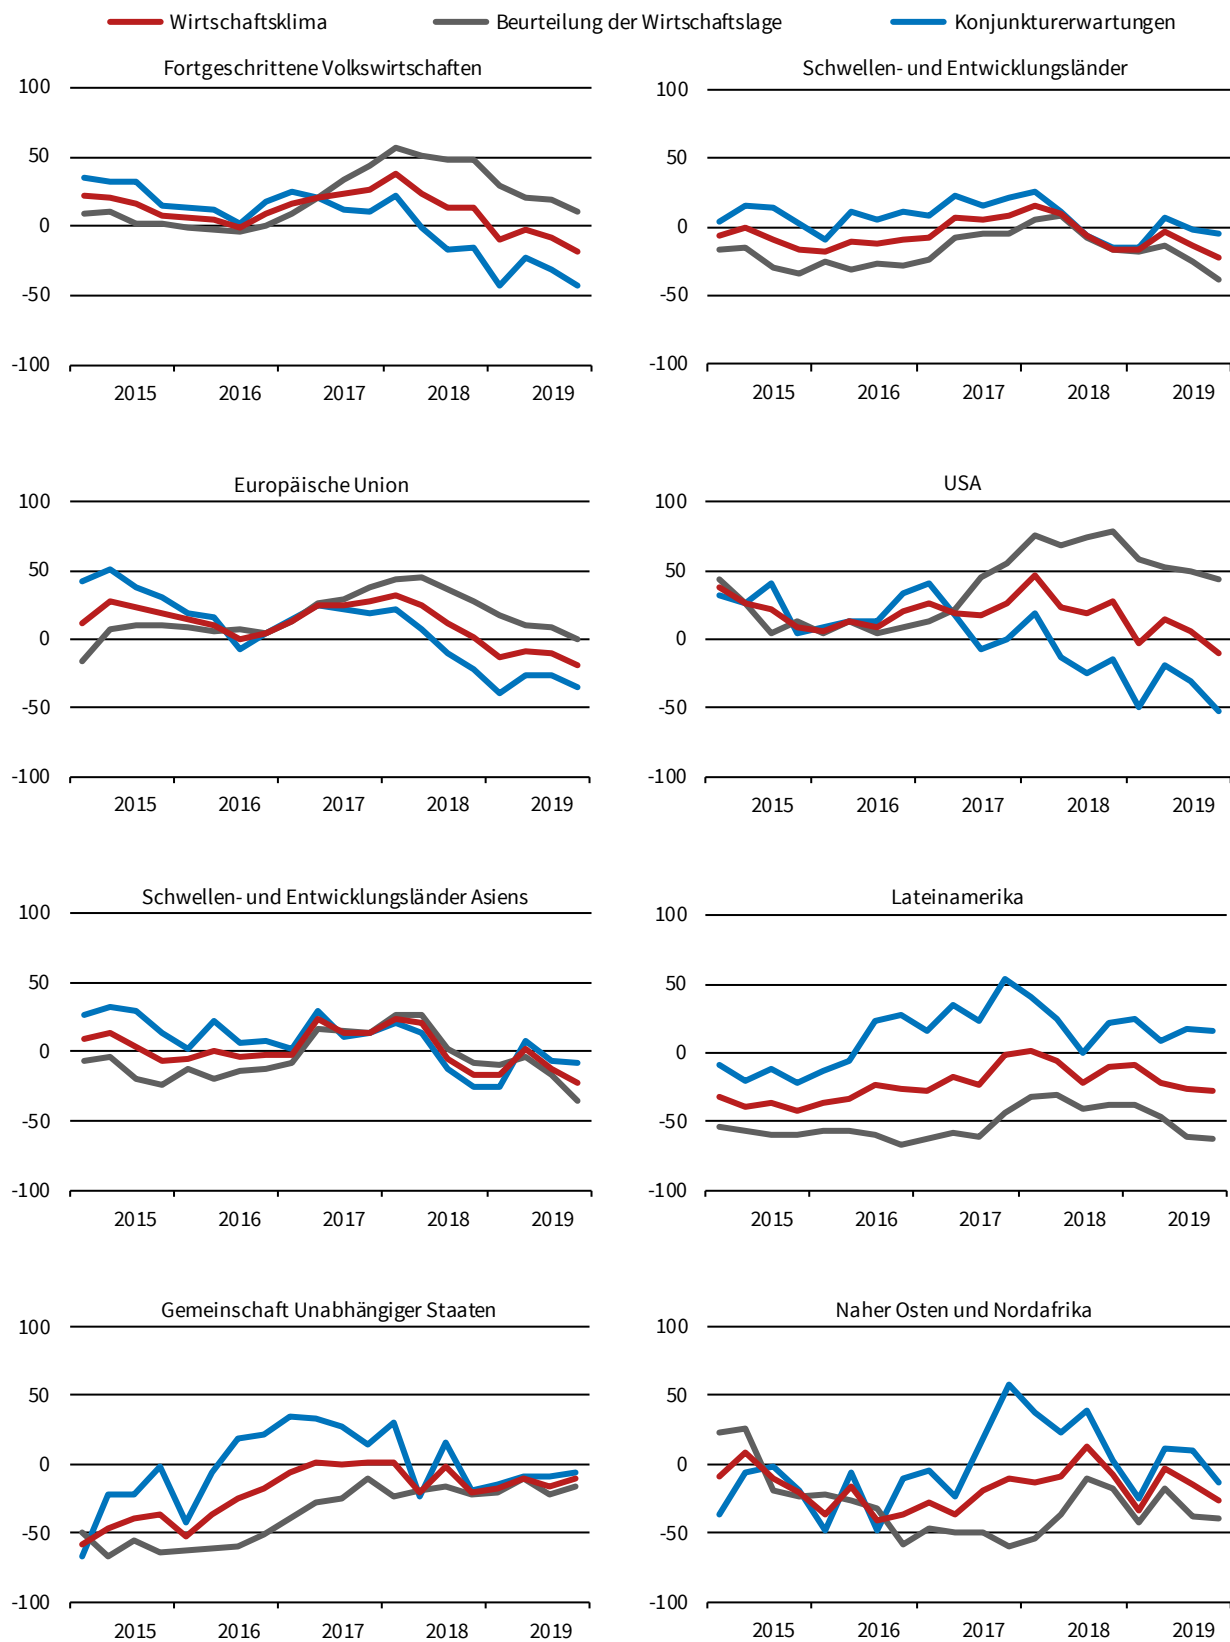 Wirtschaftsklima Beurteilung der Wirtschaftslage Konjunkturerwartungen
Fortgeschrittene Volkswirtschaften
100
50
0
-50
-100
2015 2016 2017 2018 2019
Schwellen- und Entwicklungsländer
100
50
0
-50
-100
2015 2016 2017 2018 2019
Europäische Union
100
50
0
-50
-100
2015 2016 2017 2018 2019
USA
100
50
0
-50
-100
2015 2016 2017 2018 2019
Schwellen- und Entwicklungsländer Asiens
100
50
0
-50
-100
2015 2016 2017 2018 2019
Lateinamerika
100
50
0
-50
-100
2015 2016 2017 2018 2019
Gemeinschaft Unabhängiger Staaten
100
50
0
-50
-100
2015 2016 2017 2018 2019
Naher Osten und Nordafrika
100
50
0
-50
-100
2015 2016 2017 2018 2019